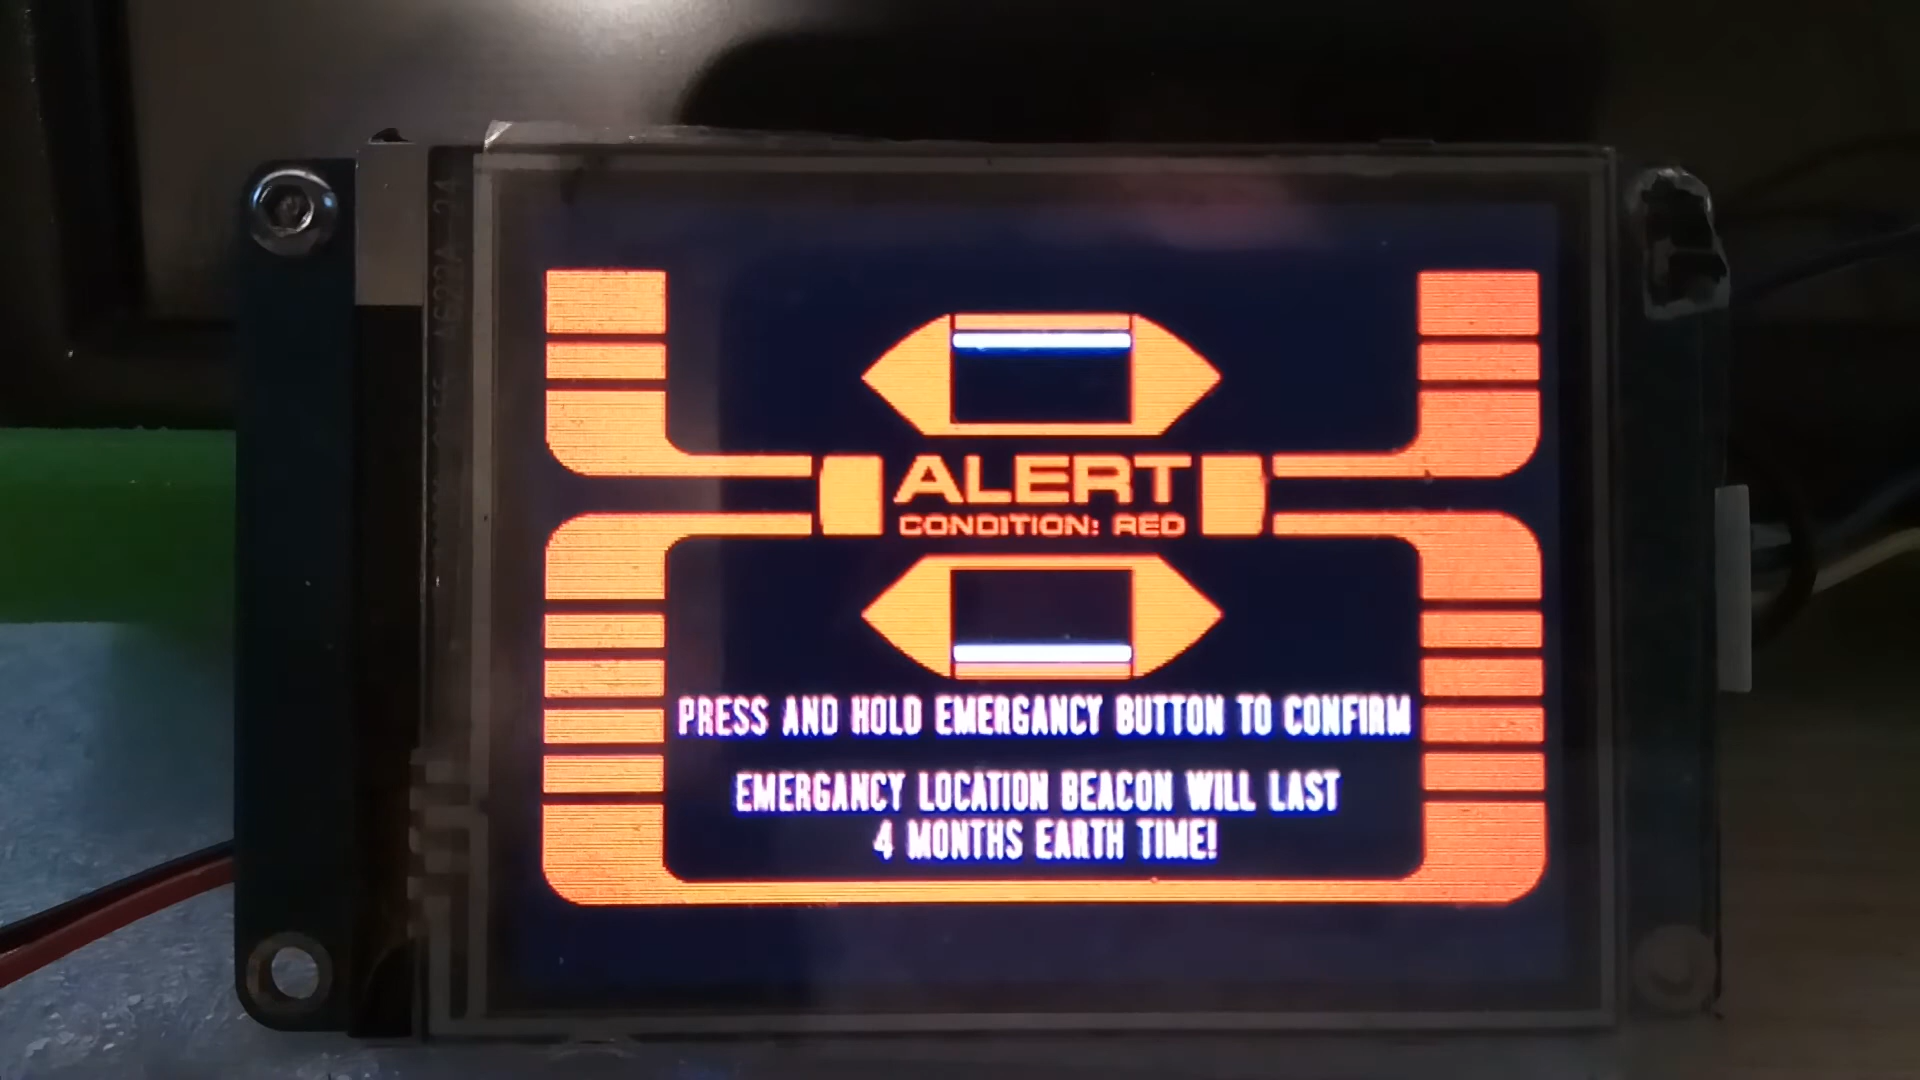 ALERT
CONDITION: RED
PRESS AND HOLD EMERGANCY BUTTON TO CONFIRM
EMERGANCY LOCATION BEACON WILL LAST
4 MONTHS EARTH TIME!